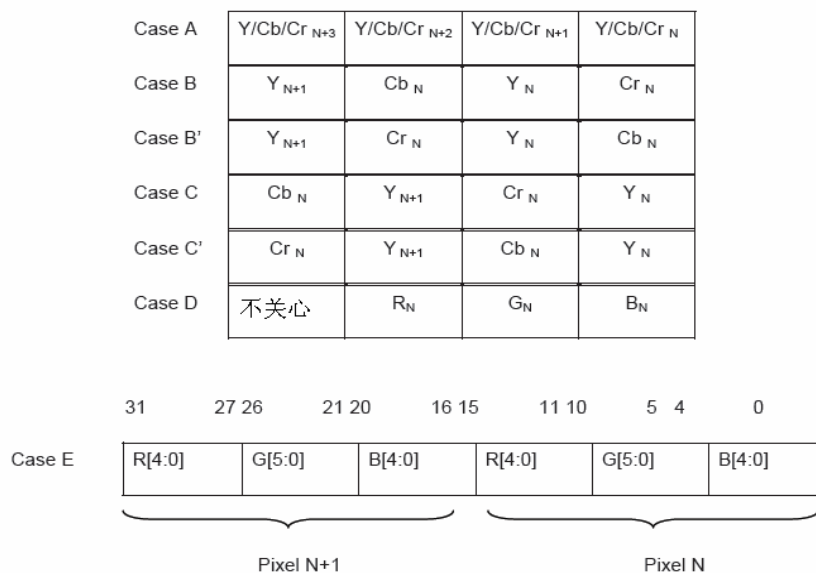 Case A Y/Cb/Cr N+3 Y/Cb/Cr N+2 Y/Cb/Cr N+1 Y/Cb/Cr N
Case B Y N+1 Cb N Y N Cr N
Case B’ Y N+1 Cr N Y N Cb N
Case C Cb N Y N+1 Cr N Y N
Case C’ Cr N Y N+1 Cb N Y N
Case D 不关心 RN GN BN
31 27 26 21 20 16 15 11 10 5 4 0
Case E R[4:0] G[5:0] B[4:0] R[4:0] G[5:0] B[4:0]
Pixel N+1 Pixel N